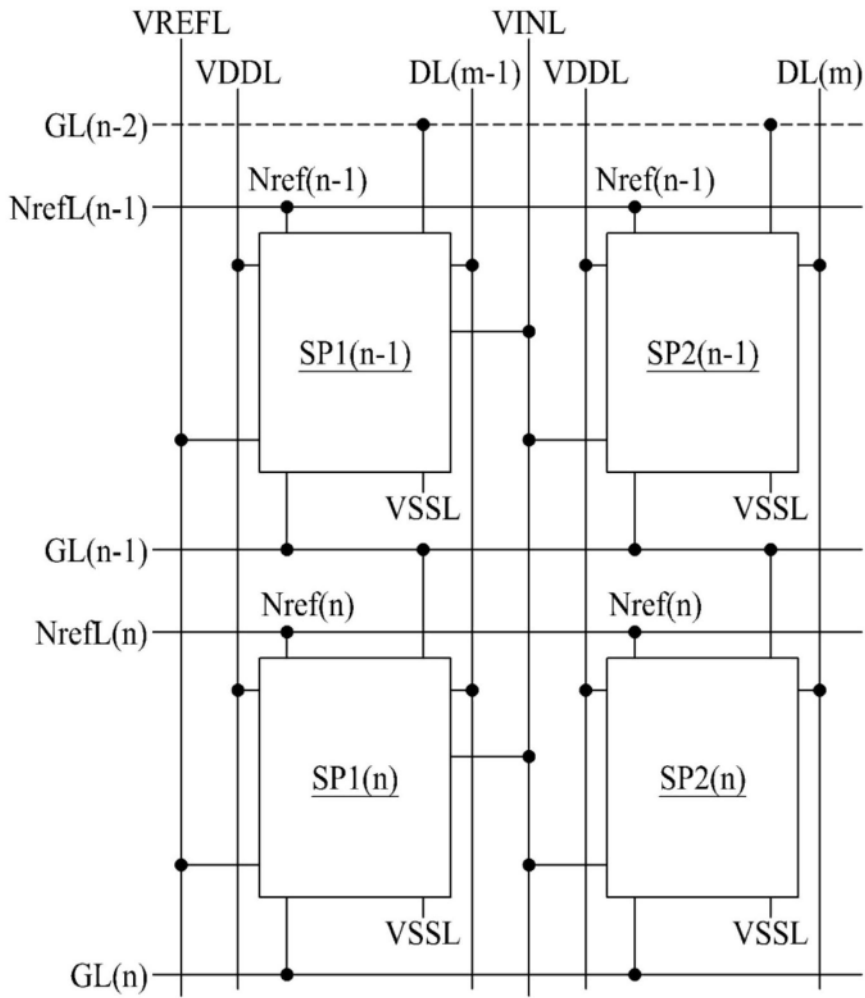 VREFL VINL
VDDL DL(m-1) VDDL DL(m)
GL(n-2)
Nref(n-1) Nref(n-1)
NrefL(n-1)
SP1(n-1) SP2(n-1)
VSSL VSSL
GL(n-1)
Nref(n) Nref(n)
NrefL(n)
SP1(n) SP2(n)
VSSL VSSL
GL(n)